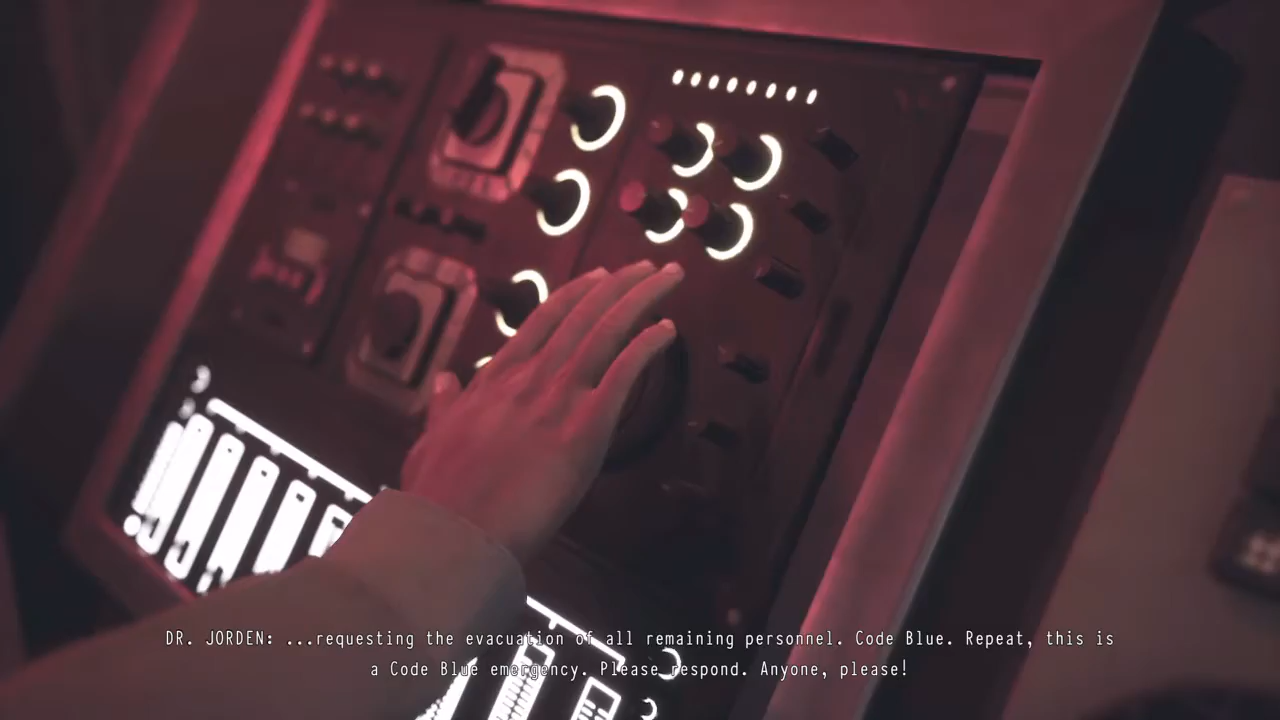 DR. JORDEN: ...requesting the evacuation of all remaining personnel. Code Blue. Repeat, this is
a Code Blue emergency. Please respond. Anyone, please!